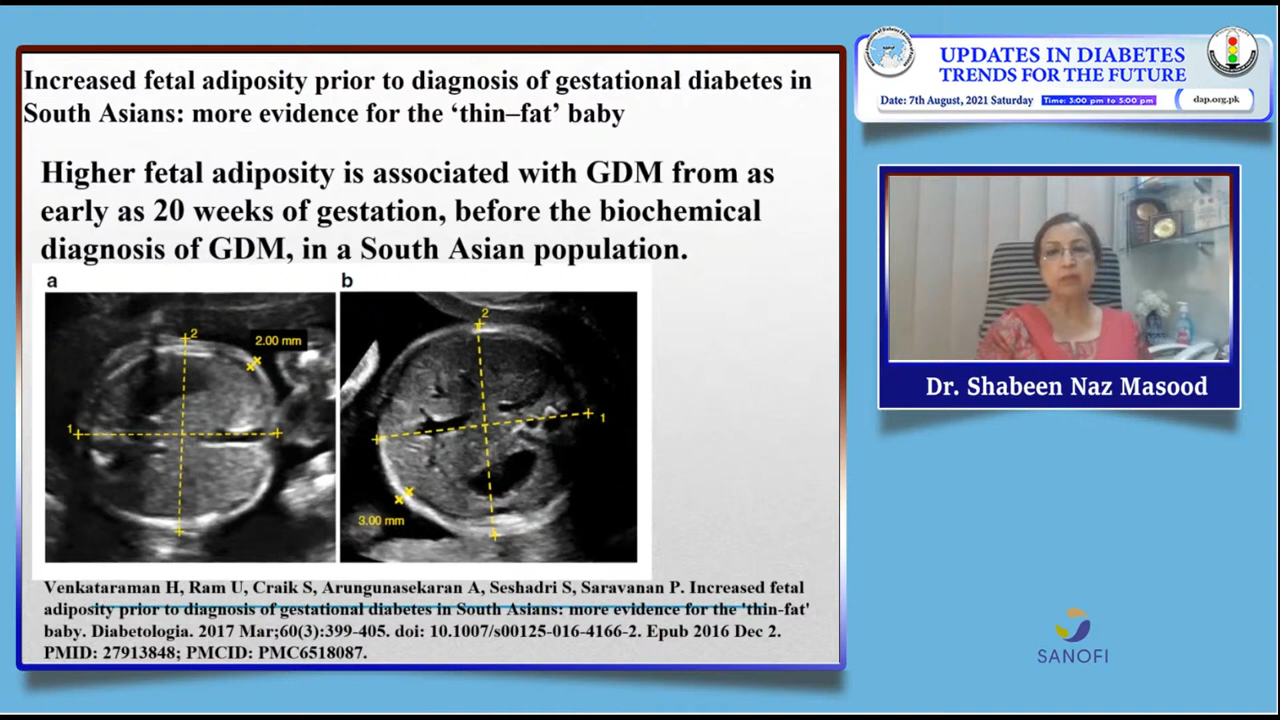 Increased fetal adiposity prior to diagnosis of gestational diabetes in
South Asians: more evidence for the ‘thin–fat’ baby
Higher fetal adiposity is associated with GDM from as
early as 20 weeks of gestation, before the biochemical
diagnosis of GDM, in a South Asian population.
a
b
2
2.00 mm
1
2
1
3.00 mm
Venkataraman H, Ram U, Craik S, Arungunasekaran A, Seshadri S, Saravanan P. Increased fetal
adiposity prior to diagnosis of gestational diabetes in South Asians: more evidence for the 'thin-fat'
baby. Diabetologia. 2017 Mar;60(3):399-405. doi: 10.1007/s00125-016-4166-2. Epub 2016 Dec 2.
PMID: 27913848; PMCID: PMC6518087.
UPDATES IN DIABETES
TRENDS FOR THE FUTURE
Date: 7th August, 2021 Saturday Time: 3:00 pm to 5:00 pm dap.org.pk
Dr. Shabeen Naz Masood
SANOFI